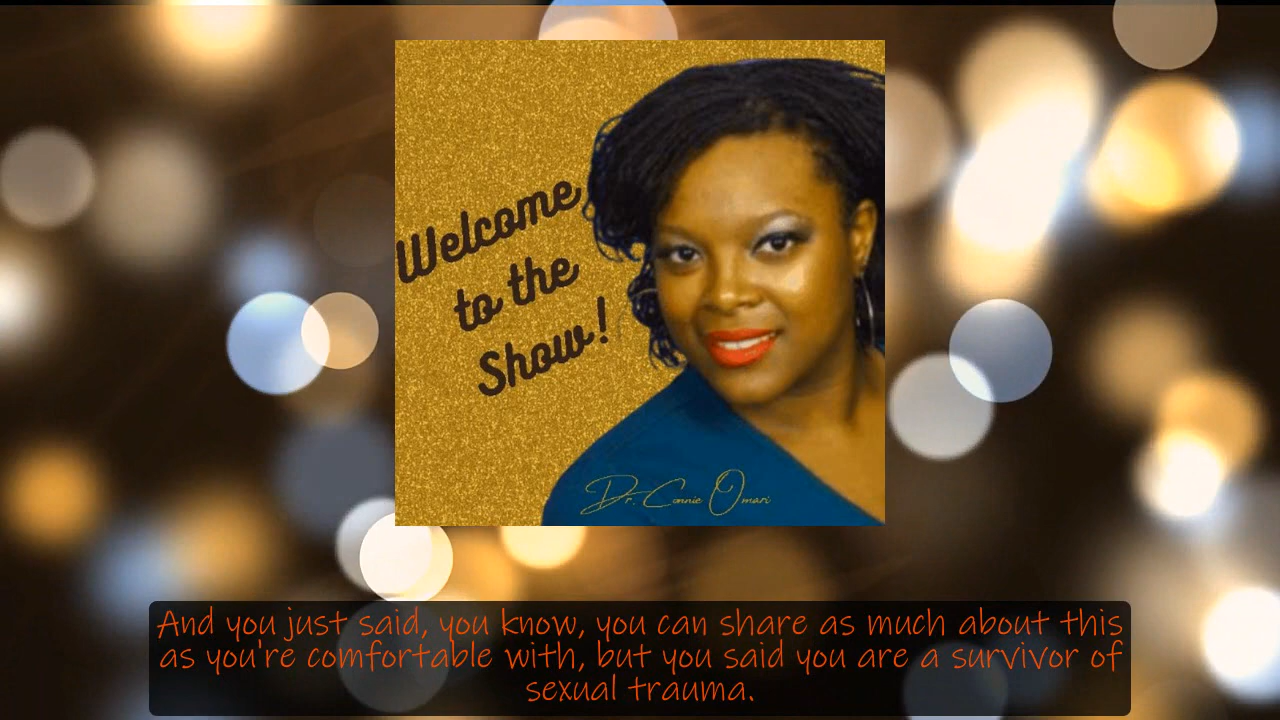 Welcome
to the
Show!
Dr. Connie Omari
And you just said, you know, you can share as much about this
as you're comfortable with, but you said you are a survivor of
sexual trauma.